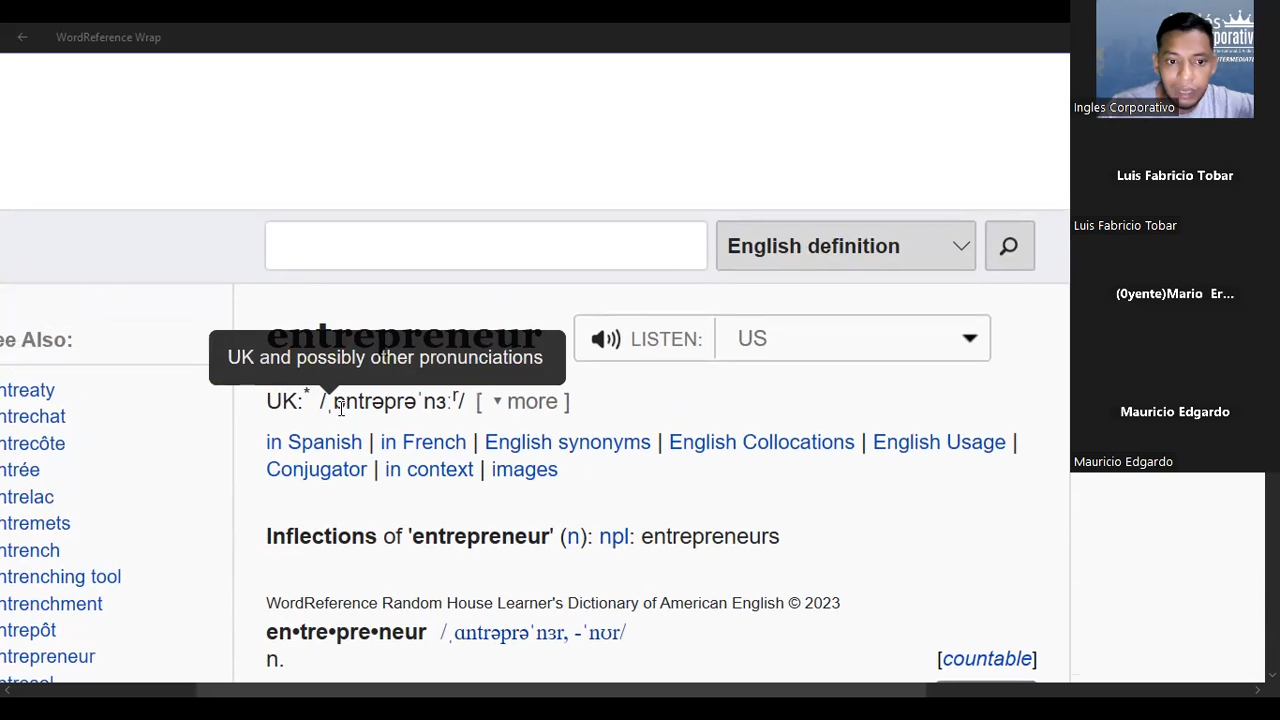 WordReference Wrap
English definition
ee Also:
entrepreneur
LISTEN:
US
UK and possibly other pronunciations
UK:* /ˌɒntrəprəˈnɜːʳ/ [ ▼ more ]
in Spanish | in French | English synonyms | English Collocations | English Usage |
Conjugator | in context | images
ntreaty
ntrechat
ntrecôte
ntrée
ntrelac
ntremets
ntrench
ntrenching tool
ntrenchment
ntrepôt
ntrepreneur
Inflections of 'entrepreneur' (n): npl: entrepreneurs
WordReference Random House Learner's Dictionary of American English © 2023
en•tre•pre•neur /ˌɑntrəprəˈnɜr, -ˈnʊr/
n.
[countable]
Ingles Corporativo
Luis Fabricio Tobar
Luis Fabricio Tobar
(0yente)Mario Er...
Mauricio Edgardo
Mauricio Edgardo